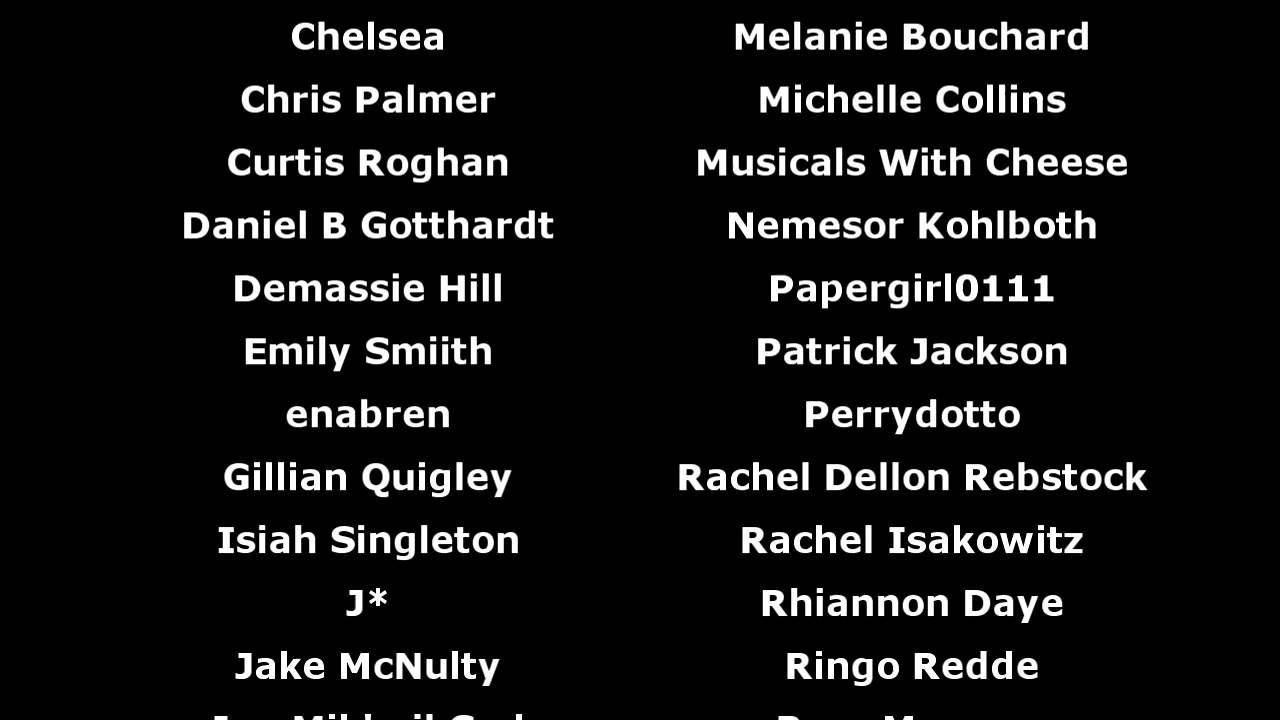 Chelsea
Chris Palmer
Curtis Roghan
Daniel B Gotthardt
Demassie Hill
Emily Smiith
enabren
Gillian Quigley
Isiah Singleton
J*
Jake McNulty
Melanie Bouchard
Michelle Collins
Musicals With Cheese
Nemesor Kohlboth
Papergirl0111
Patrick Jackson
Perrydotto
Rachel Dellon Rebstock
Rachel Isakowitz
Rhiannon Daye
Ringo Redde